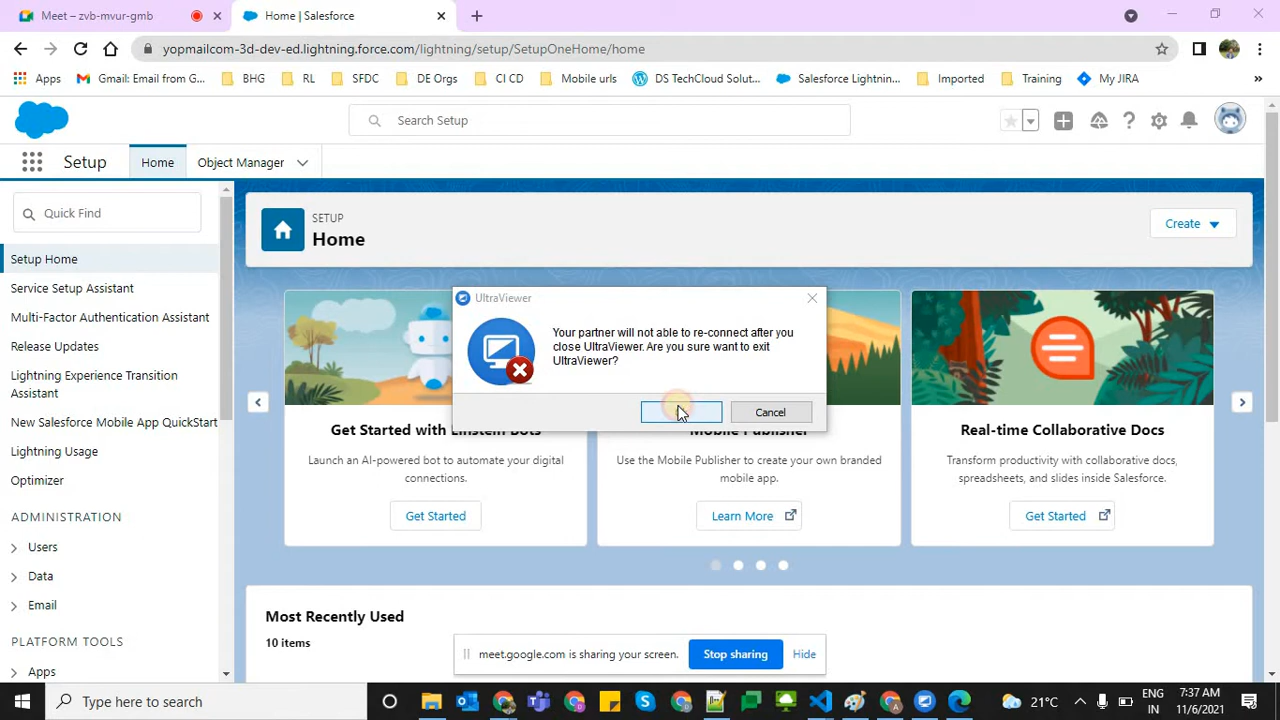 Meet – zvb-mvur-gmb
Home | Salesforce
yopmailcom-3d-dev-ed.lightning.force.com/lightning/setup/SetupOneHome/home
Apps
Gmail: Email from G...
BHG
RL
SFDC
DE Orgs
CI CD
Mobile urls
DS TechCloud Solut...
Salesforce Lightnin...
Imported
Training
My JIRA
»
Search Setup
Setup
Home
Object Manager
Quick Find
SETUP
Home
Create
Setup Home
Service Setup Assistant
Multi-Factor Authentication Assistant
Release Updates
Lightning Experience Transition
Assistant
New Salesforce Mobile App QuickStart
Lightning Usage
Optimizer
ADMINISTRATION
Users
Data
Email
PLATFORM TOOLS
Apps
UltraViewer
Your partner will not able to re-connect after you
close UltraViewer. Are you sure want to exit
UltraViewer?
Cancel
Get Started with Einstein Bots
Launch an AI-powered bot to automate your digital
connections.
Get Started
Mobile Publisher
Use the Mobile Publisher to create your own branded
mobile app.
Learn More
Real-time Collaborative Docs
Transform productivity with collaborative docs,
spreadsheets, and slides inside Salesforce.
Get Started
Most Recently Used
10 items
meet.google.com is sharing your screen.
Stop sharing
Hide
Type here to search
21°C
ENG
IN
7:37 AM
11/6/2021